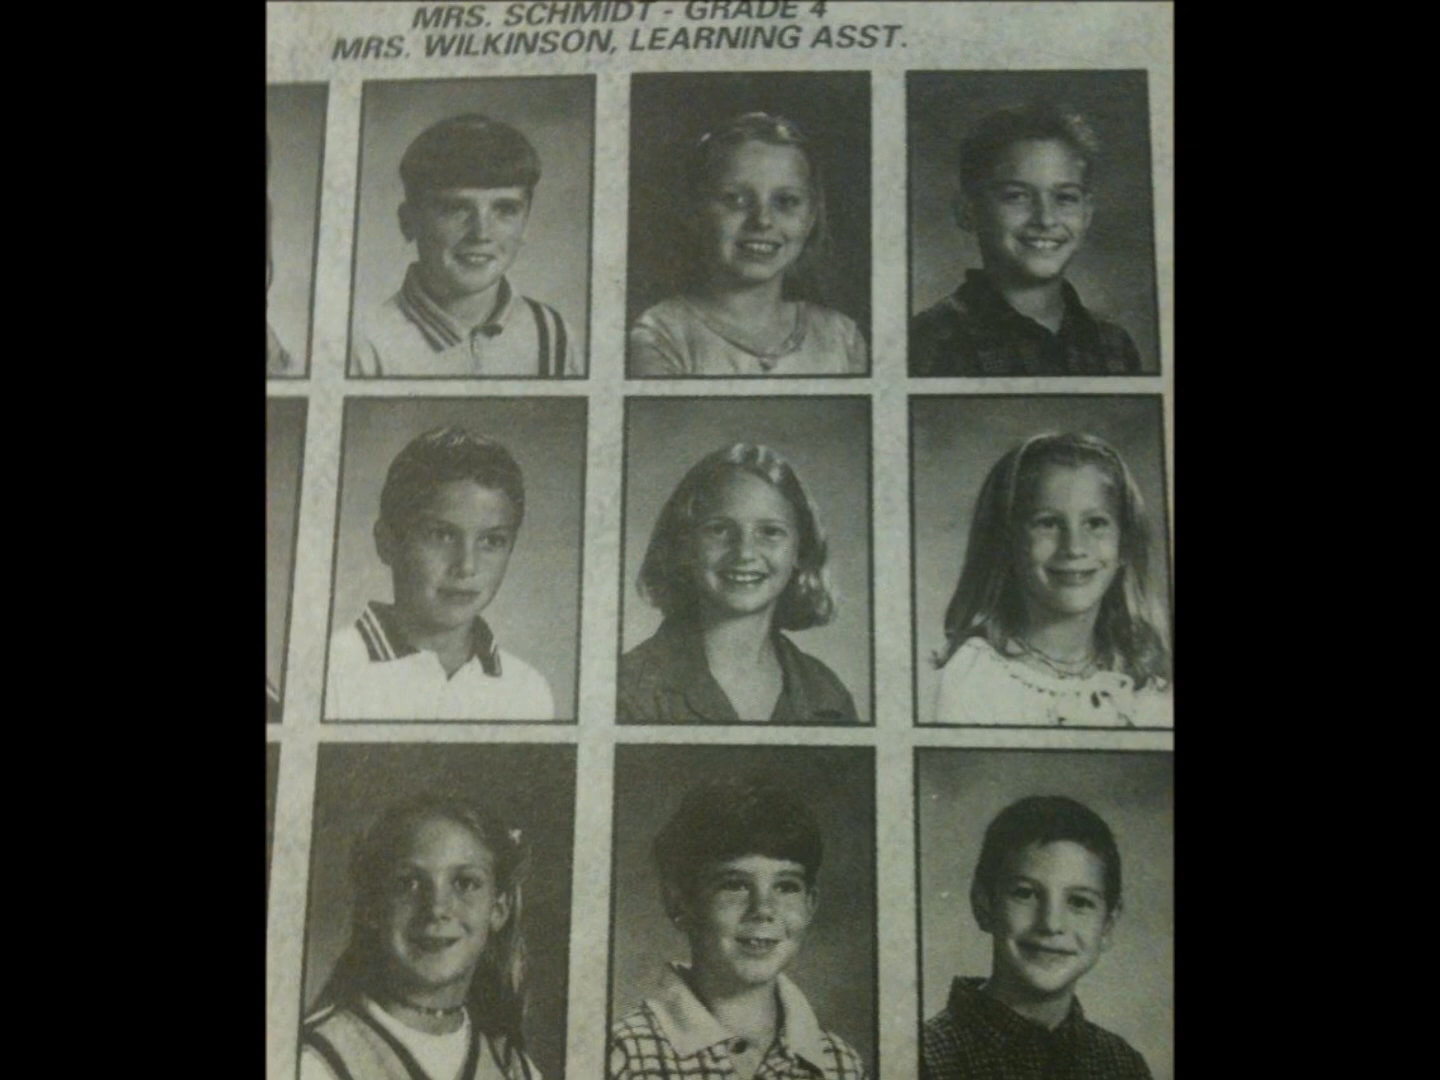 MRS. SCHMIDT - GRADE 4
MRS. WILKINSON, LEARNING ASST.